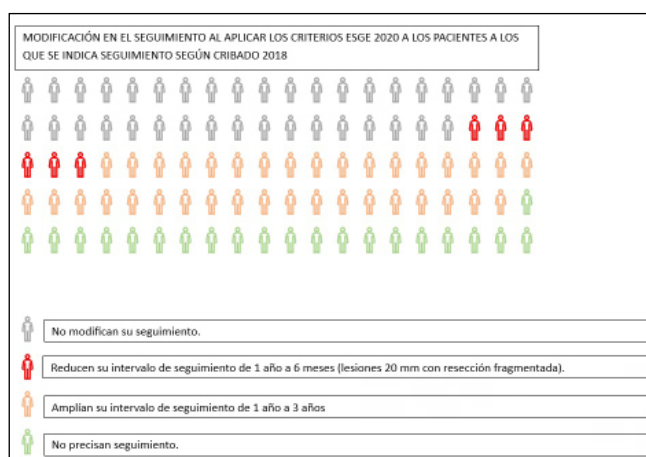 MODIFICACIÓN EN EL SEGUIMIENTO AL APLICAR LOS CRITERIOS ESGE 2020 A LOS PACIENTES A LOS
QUE SE INDICA SEGUIMIENTO SEGÚN CRIBADO 2018
No modifican su seguimiento.
Reducen su intervalo de seguimiento de 1 año a 6 meses (lesiones 20 mm con resección fragmentada).
Amplían su intervalo de seguimiento de 1 año a 3 años
No precisan seguimiento.